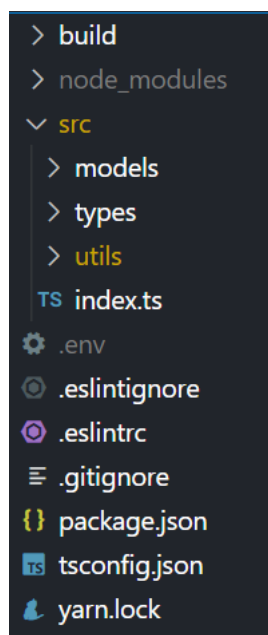 build
node_modules
src
models
types
utils
TS index.ts
.env
.eslintignore
.eslintrc
.gitignore
{} package.json
TS tsconfig.json
yarn.lock